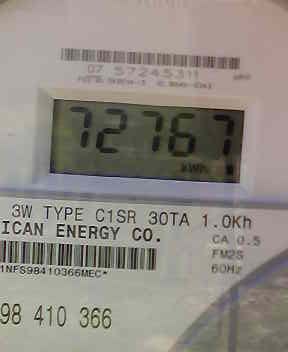 07 57245311
72767
kWh
3W TYPE C1SR 30TA 1.0Kh
ICAN ENERGY CO.
CA 0.5
FM2S
60Hz
1NFS98410366MEC*
98 410 366